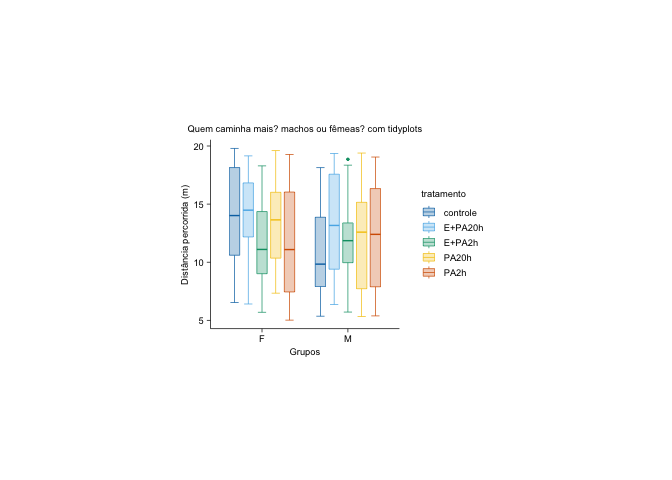 Quem caminha mais? machos ou fêmeas? com tidyplots
20
15
10
5
Distância percorrida (m)
F
M
Grupos
tratamento
controle
E+PA20h
E+PA2h
PA20h
PA2h